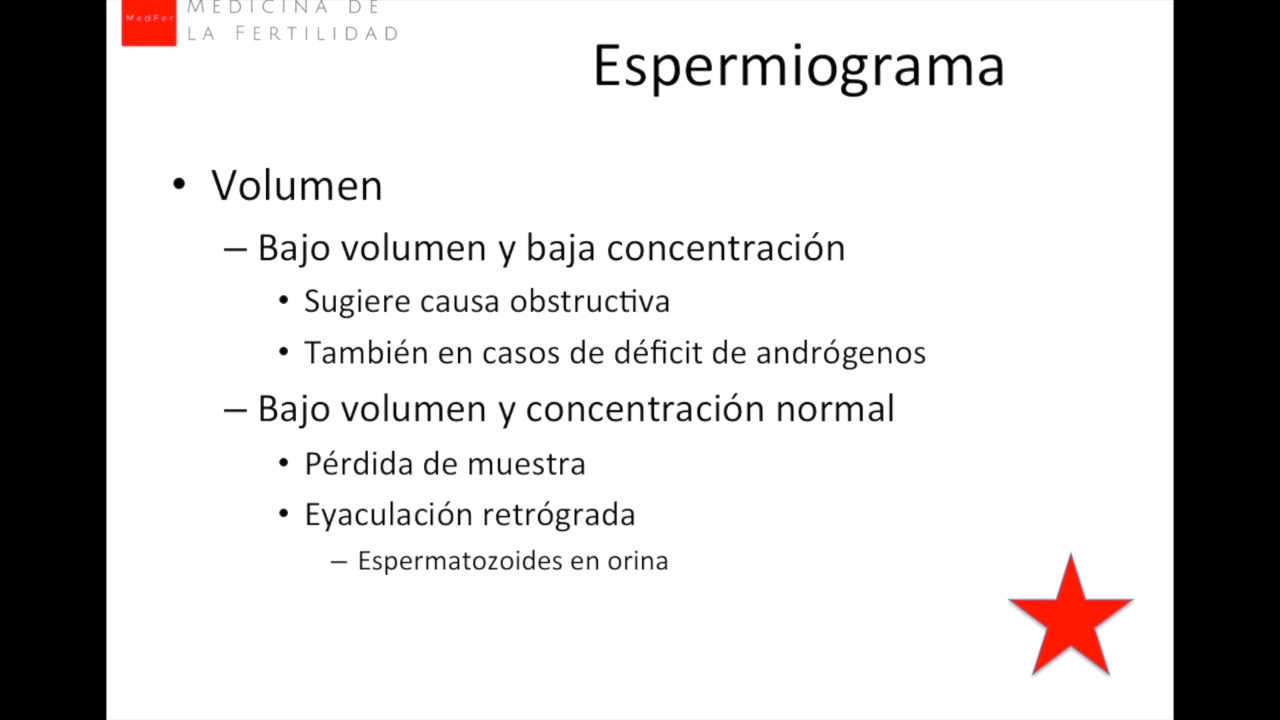 MedFer
MEDICINA DE
LA FERTILIDAD
Espermiograma
• Volumen
– Bajo volumen y baja concentración
• Sugiere causa obstructiva
• También en casos de déficit de andrógenos
– Bajo volumen y concentración normal
• Pérdida de muestra
• Eyaculación retrógrada
– Espermatozoides en orina